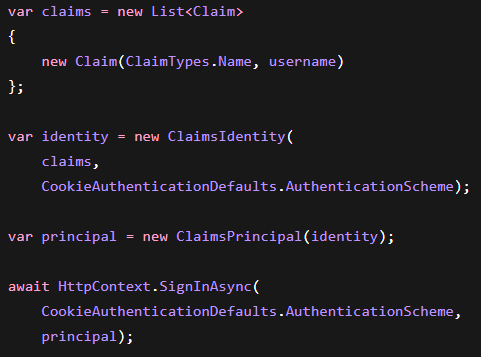 var claims = new List<Claim>
{
    new Claim(ClaimTypes.Name, username)
};

var identity = new ClaimsIdentity(
    claims,
    CookieAuthenticationDefaults.AuthenticationScheme);

var principal = new ClaimsPrincipal(identity);

await HttpContext.SignInAsync(
    CookieAuthenticationDefaults.AuthenticationScheme,
    principal);